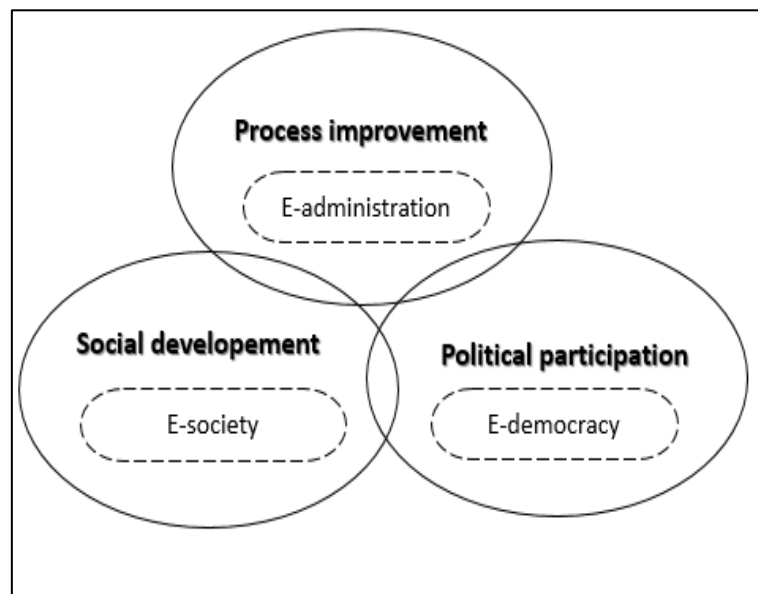 Process improvement
E-administration
Social developement
E-society
Political participation
E-democracy